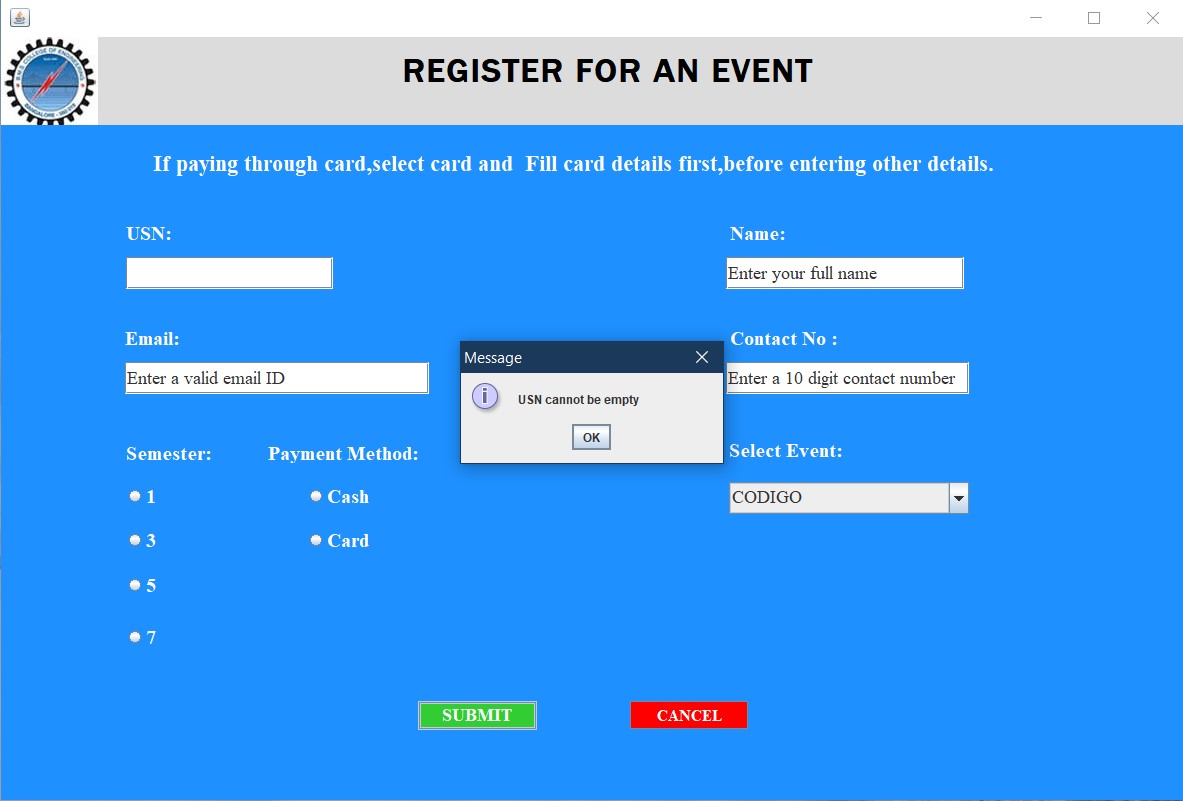 B.M.S. COLLEGE OF ENGINEERING
REGISTER FOR AN EVENT
If paying through card,select card and  Fill card details first,before entering other details.
USN:
Name:
Enter your full name
Email:
Contact No :
Enter a valid email ID
Enter a 10 digit contact number
Message
i
USN cannot be empty
OK
Semester:
Payment Method:
Select Event:
1
Cash
CODIGO
3
Card
5
7
SUBMIT
CANCEL